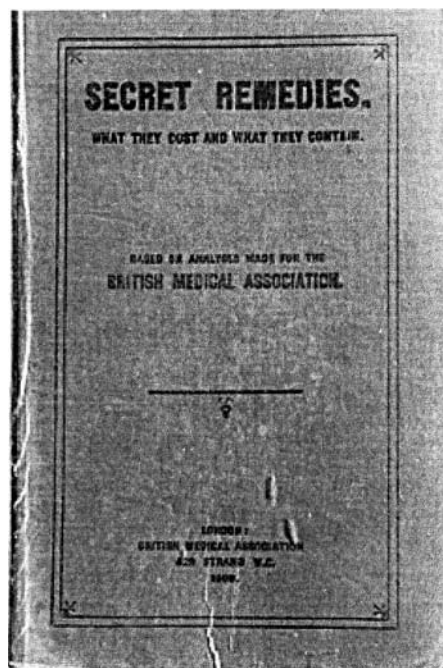 SECRET REMEDIES.
WHAT THEY COST AND WHAT THEY CONTAIN.
BASED ON ANALYSES MADE FOR THE
BRITISH MEDICAL ASSOCIATION.
LONDON:
BRITISH MEDICAL ASSOCIATION
429 STRAND W.C.
1909.